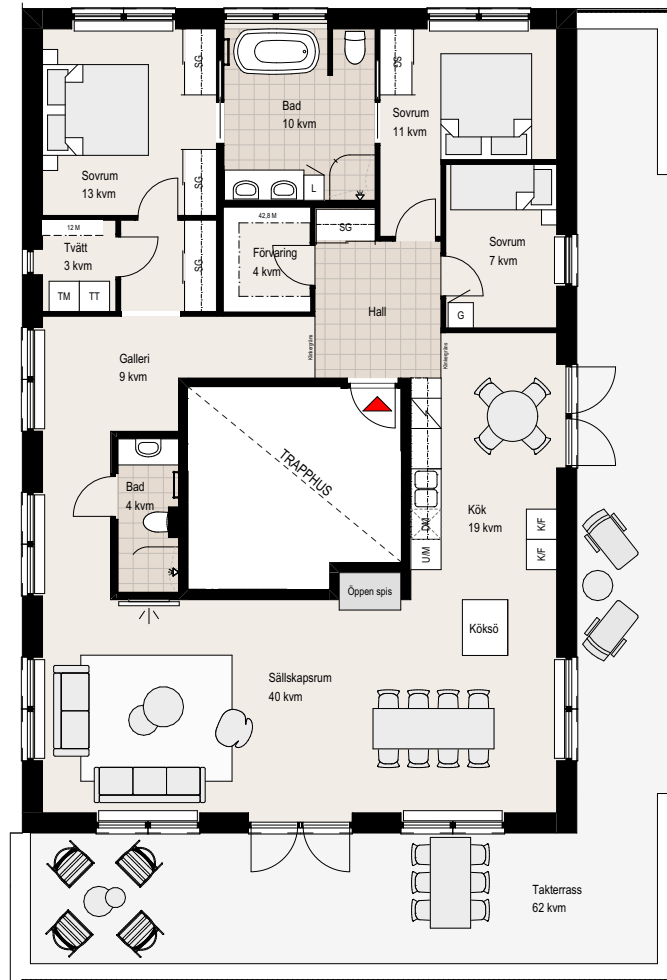 SG
Bad
10 kvm
SG
Sovrum
11 kvm
Sovrum
13 kvm
SG
L
12 M
Tvätt
3 kvm
TM
TT
SG
42,8 M
Förvaring
4 kvm
SG
Sovrum
7 kvm
G
Hall
Klinkergräns
Klinkergräns
Galleri
9 kvm
TRAPPHUS
Bad
4 kvm
Kök
19 kvm
DM
U/M
K/F
K/F
Öppen spis
Köksö
Sällskapsrum
40 kvm
Takterrass
62 kvm